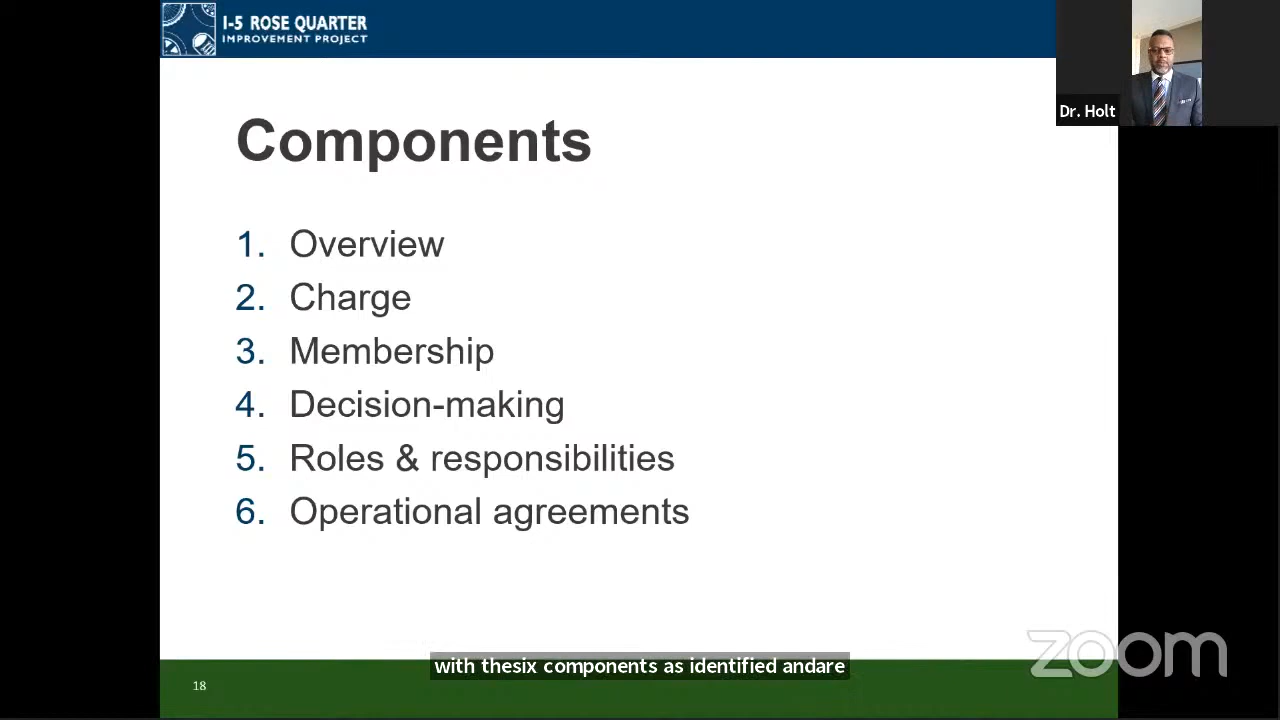 I-5 ROSE QUARTER
IMPROVEMENT PROJECT
Dr. Holt
Components
1. Overview
2. Charge
3. Membership
4. Decision-making
5. Roles & responsibilities
6. Operational agreements
with thesix components as identified andare
zoom
18